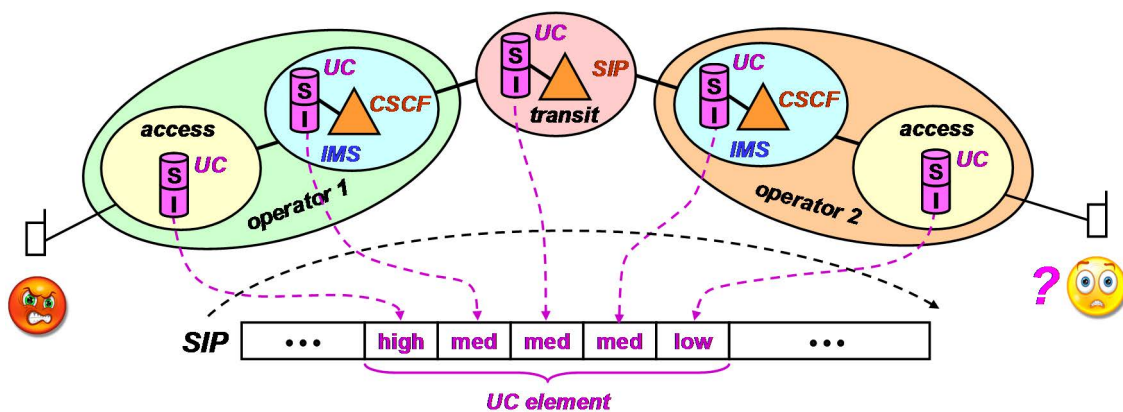 UC
S
I
SIP
transit
UC
S
I
CSCF
IMS
access
UC
S
I
operator 1
UC
S
I
CSCF
IMS
access
UC
S
I
operator 2
?
SIP
••• high med med med low •••
UC element